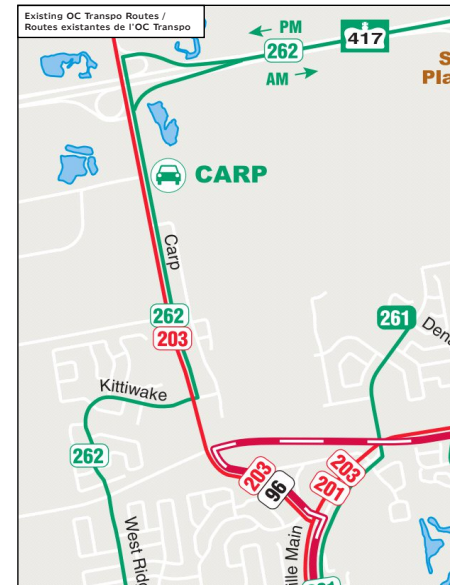 Existing OC Transpo Routes /
Routes existantes de l'OC Transpo
PM
417
262
AM
CARP
Carp
262
203
261
Kittiwake
262
203
96
203
201
West Rid